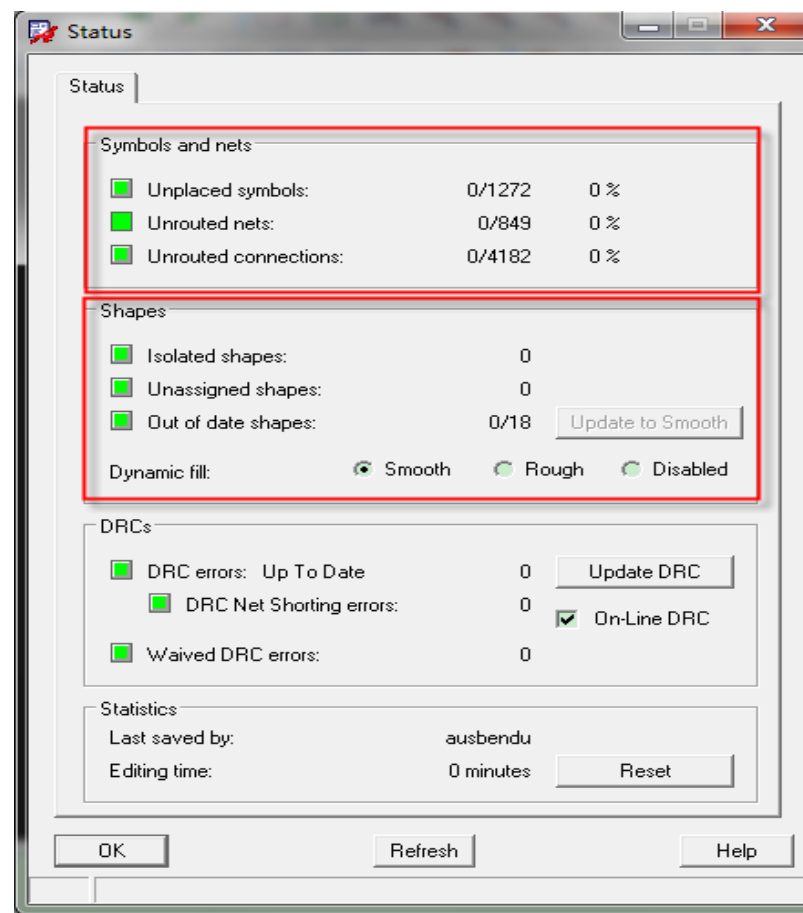 Status
Status
Symbols and nets
Unplaced symbols: 0/1272 0 %
Unrouted nets: 0/849 0 %
Unrouted connections: 0/4182 0 %
Shapes
Isolated shapes: 0
Unassigned shapes: 0
Out of date shapes: 0/18 Update to Smooth
Dynamic fill: Smooth Rough Disabled
DRCs
DRC errors: Up To Date 0 Update DRC
DRC Net Shorting errors: 0 On-Line DRC
Waived DRC errors: 0
Statistics
Last saved by: ausbendu
Editing time: 0 minutes Reset
OK Refresh Help